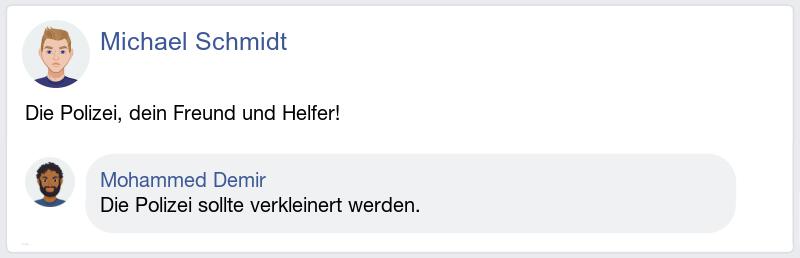 Michael Schmidt
Die Polizei, dein Freund und Helfer!
Mohammed Demir
Die Polizei sollte verkleinert werden.